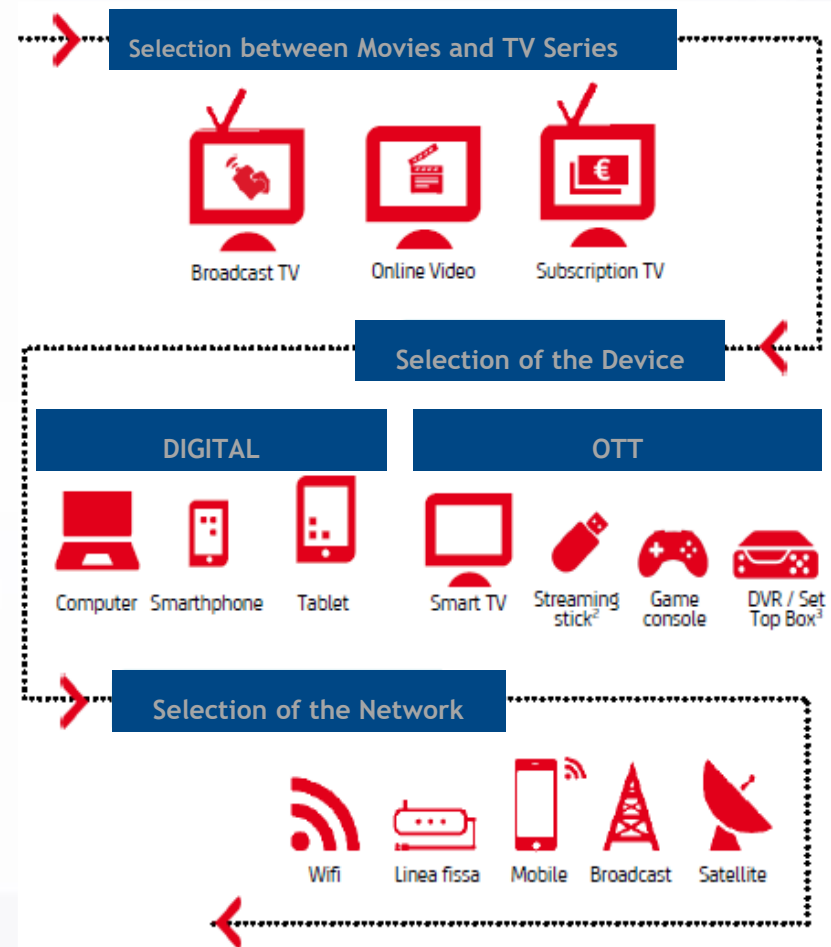 Selection between Movies and TV Series
€
Broadcast TV Online Video Subscription TV
Selection of the Device
DIGITAL OTT
Computer Smarthphone Tablet Smart TV Streaming stick² Game console DVR / Set Top Box³
Selection of the Network
Wifi Linea fissa Mobile Broadcast Satellite